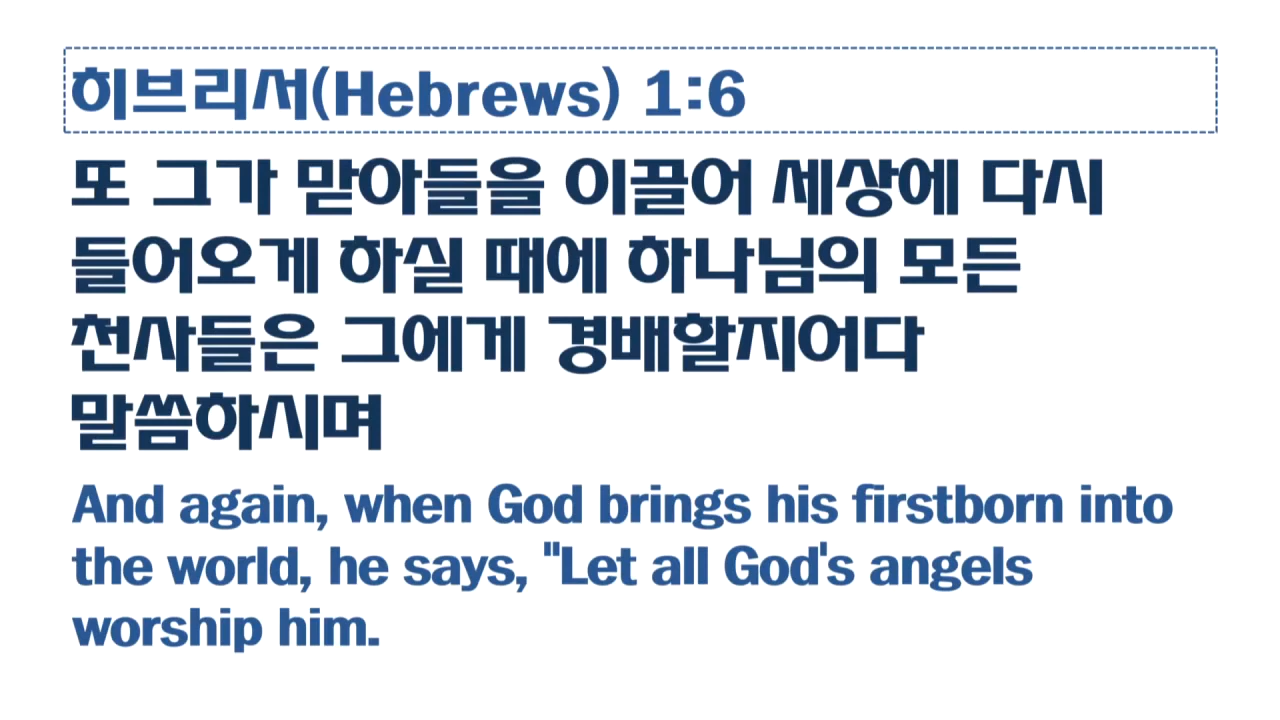 히브리서(Hebrews) 1:6
또 그가 맏아들을 이끌어 세상에 다시
들어오게 하실 때에 하나님의 모든
천사들은 그에게 경배할지어다
말씀하시며
And again, when God brings his firstborn into
the world, he says, "Let all God's angels
worship him.